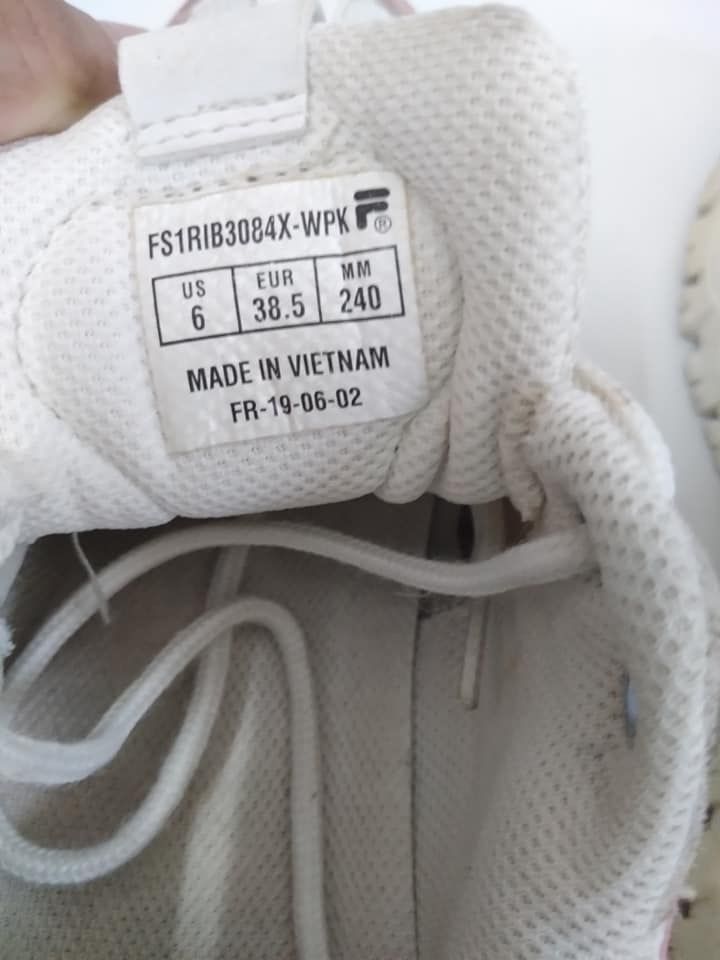 FS1RIB3084X-WPK F®
US EUR MM
6 38.5 240
MADE IN VIETNAM
FR-19-06-02